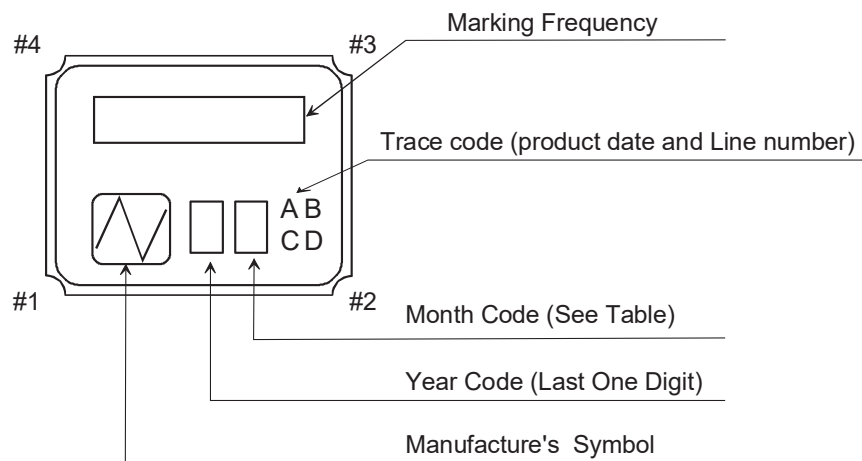 Marking Frequency
#4
#3
Trace code (product date and Line number)
A B
C D
#1
#2
Month Code (See Table)
Year Code (Last One Digit)
Manufacture's Symbol